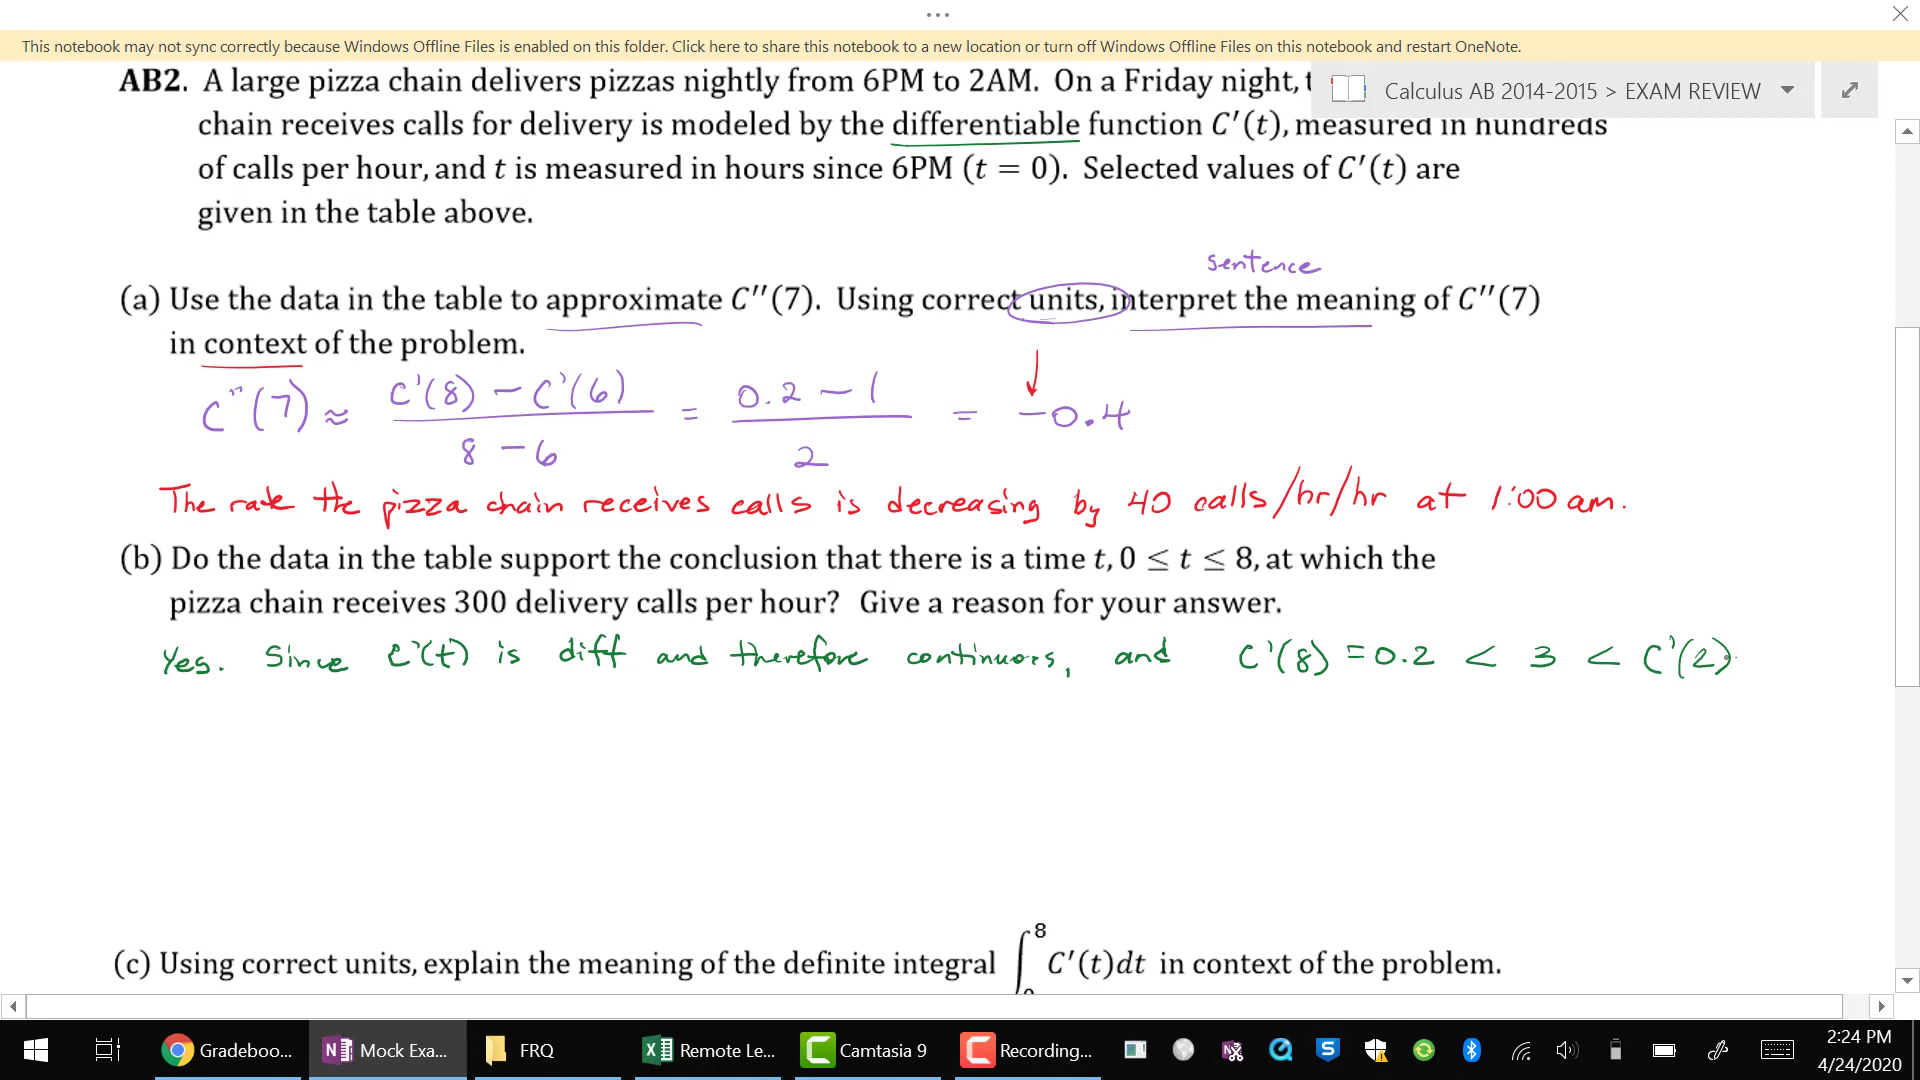 This notebook may not sync correctly because Windows Offline Files is enabled on this folder. Click here to share this notebook to a new location or turn off Windows Offline Files on this notebook and restart OneNote.
AB2. A large pizza chain delivers pizzas nightly from 6PM to 2AM. On a Friday night, t
Calculus AB 2014-2015 > EXAM REVIEW
chain receives calls for delivery is modeled by the differentiable function C′(t), measured in hundreds
of calls per hour, and t is measured in hours since 6PM (t = 0). Selected values of C′(t) are
given in the table above.
sentence
(a) Use the data in the table to approximate C′′(7). Using correct units, interpret the meaning of C′′(7)
in context of the problem.
C''(7) ≈ (C'(8) − C'(6))/(8 − 6) = (0.2 − 1)/2 = −0.4
The rate the pizza chain receives calls is decreasing by 40 calls/hr/hr at 1:00 am.
(b) Do the data in the table support the conclusion that there is a time t, 0 ≤ t ≤ 8, at which the
pizza chain receives 300 delivery calls per hour? Give a reason for your answer.
Yes. Since C'(t) is diff and therefore continuous, and C'(8) = 0.2 < 3 < C'(2)
(c) Using correct units, explain the meaning of the definite integral ∫₀⁸ C′(t)dt in context of the problem.
Gradeboo... Mock Exa... FRQ Remote Le... Camtasia 9 Recording... 2:24 PM
4/24/2020